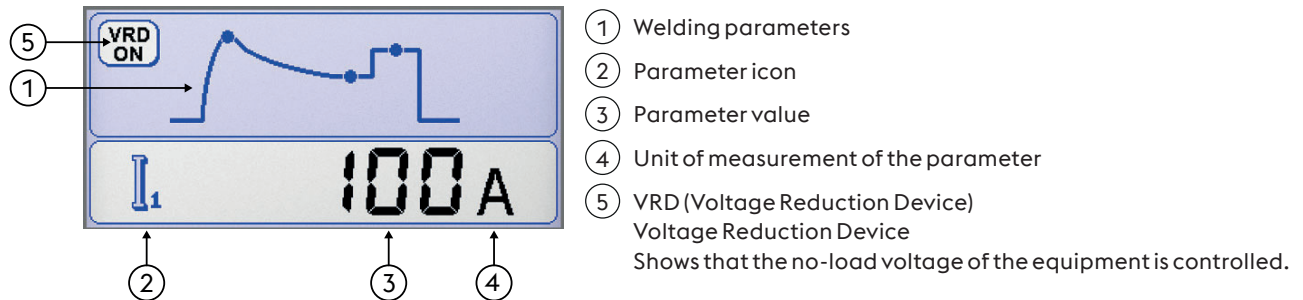 VRD
ON
5
1
I1
100 A
2
3
4
1 Welding parameters
2 Parameter icon
3 Parameter value
4 Unit of measurement of the parameter
5 VRD (Voltage Reduction Device)
Voltage Reduction Device
Shows that the no-load voltage of the equipment is controlled.